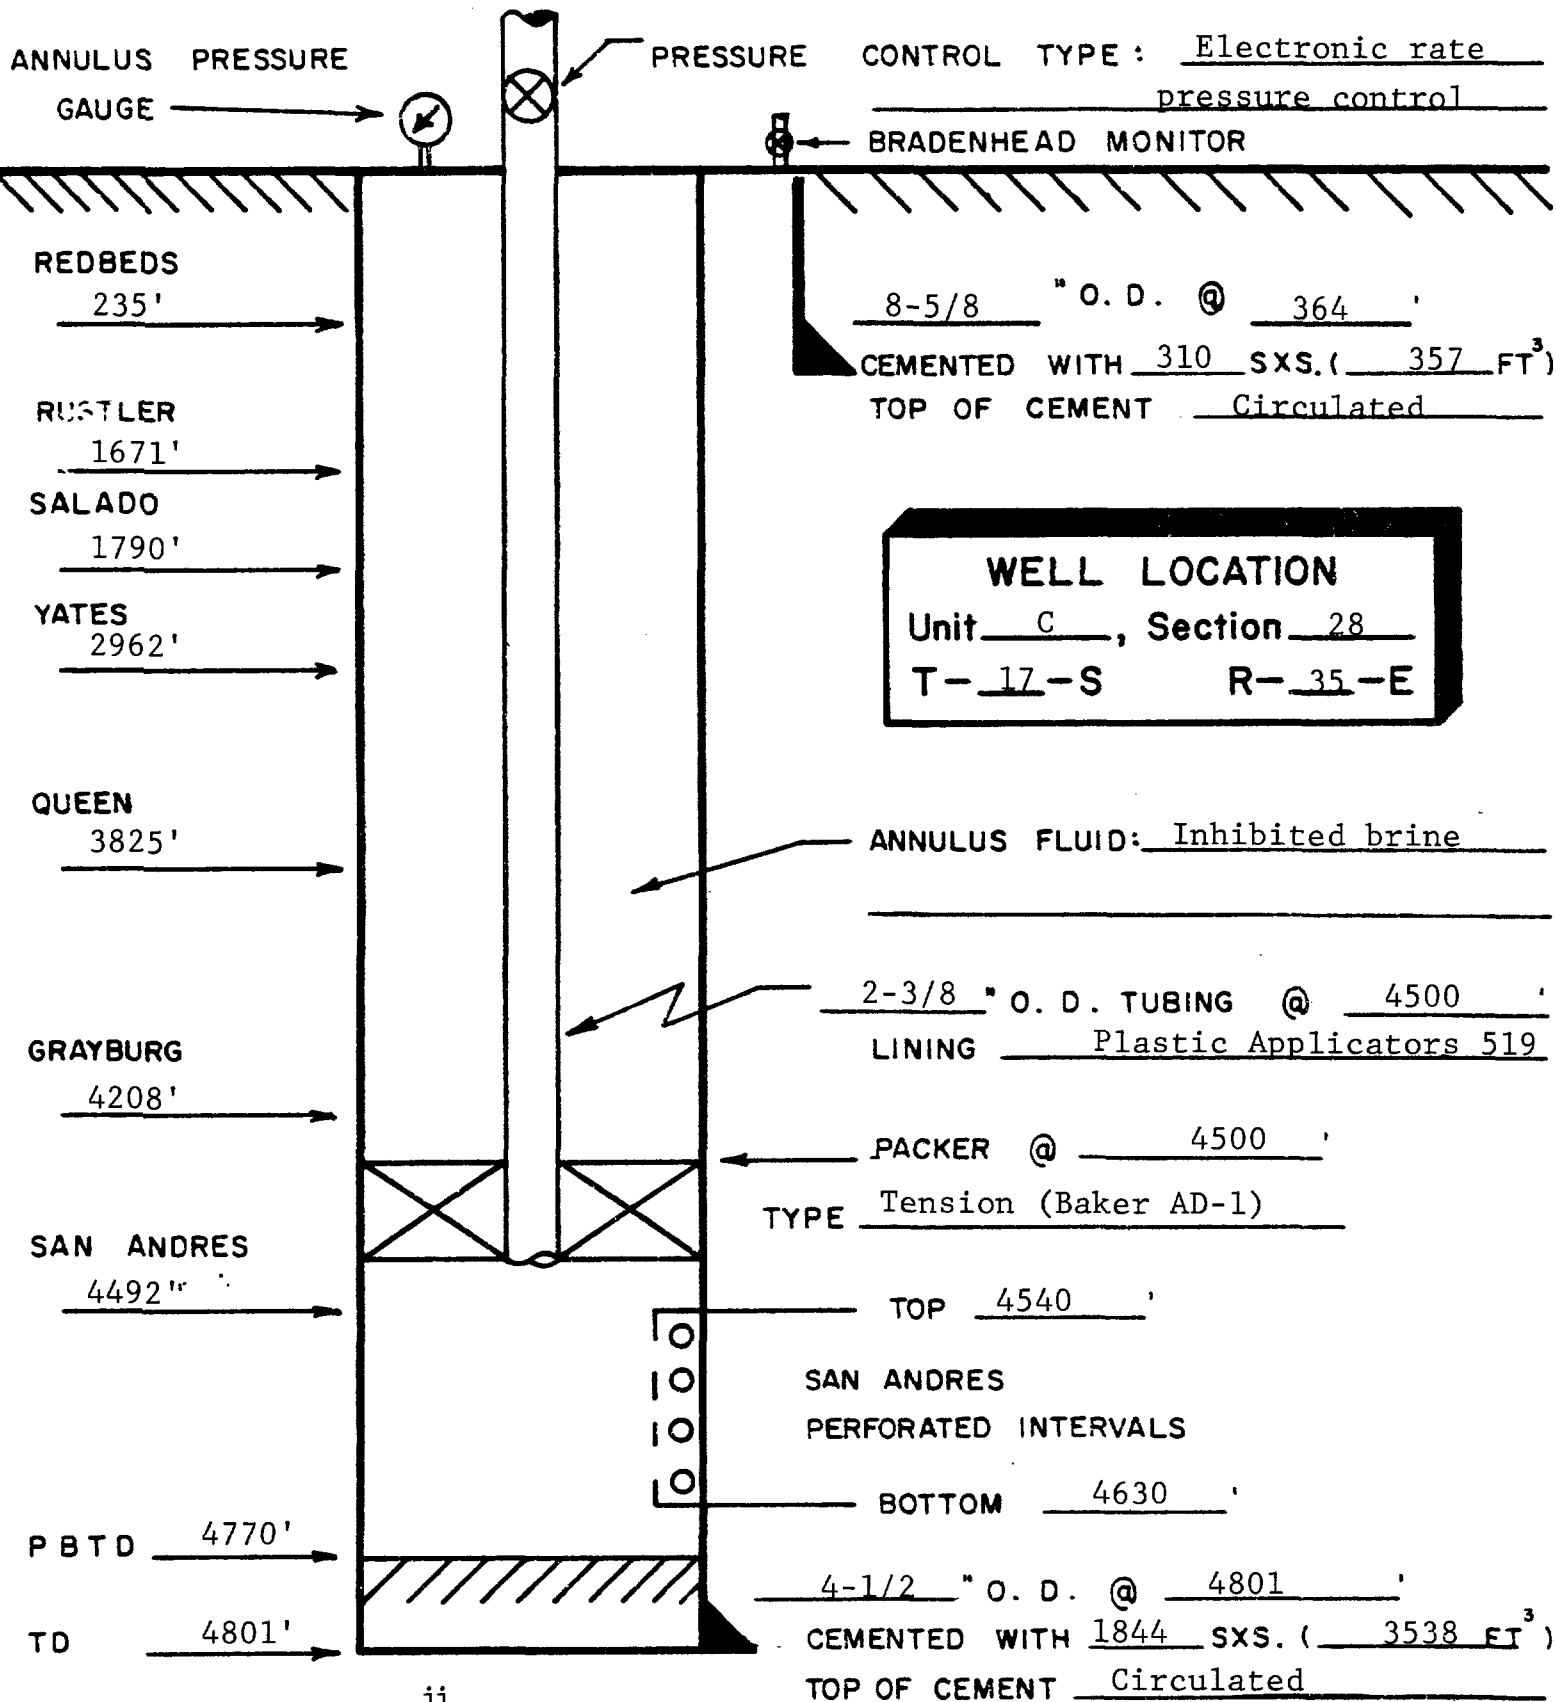 ANNULUS PRESSURE
GAUGE
PRESSURE CONTROL TYPE: Electronic rate
pressure control
BRADENHEAD MONITOR
REDBEDS
235'
8-5/8 " O.D. @ 364 '
CEMENTED WITH 310 SXS. ( 357 FT³)
TOP OF CEMENT Circulated
RUSTLER
1671'
SALADO
1790'
YATES
2962'
WELL LOCATION
Unit C, Section 28
T-17-S R-35-E
QUEEN
3825'
ANNULUS FLUID: Inhibited brine
2-3/8 " O.D. TUBING @ 4500 '
LINING Plastic Applicators 519
GRAYBURG
4208'
PACKER @ 4500 '
TYPE Tension (Baker AD-1)
SAN ANDRES
4492"
TOP 4540 '
SAN ANDRES
PERFORATED INTERVALS
BOTTOM 4630 '
PBTD 4770'
4-1/2 " O.D. @ 4801 '
TD 4801'
CEMENTED WITH 1844 SXS. ( 3538 FT³)
TOP OF CEMENT Circulated
ii